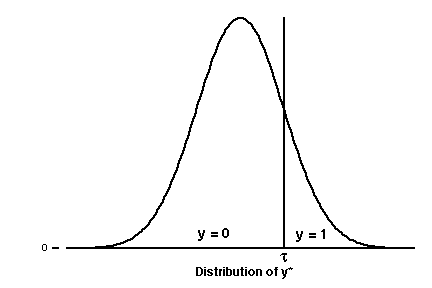 y = 0
y = 1
0
τ
Distribution of y*